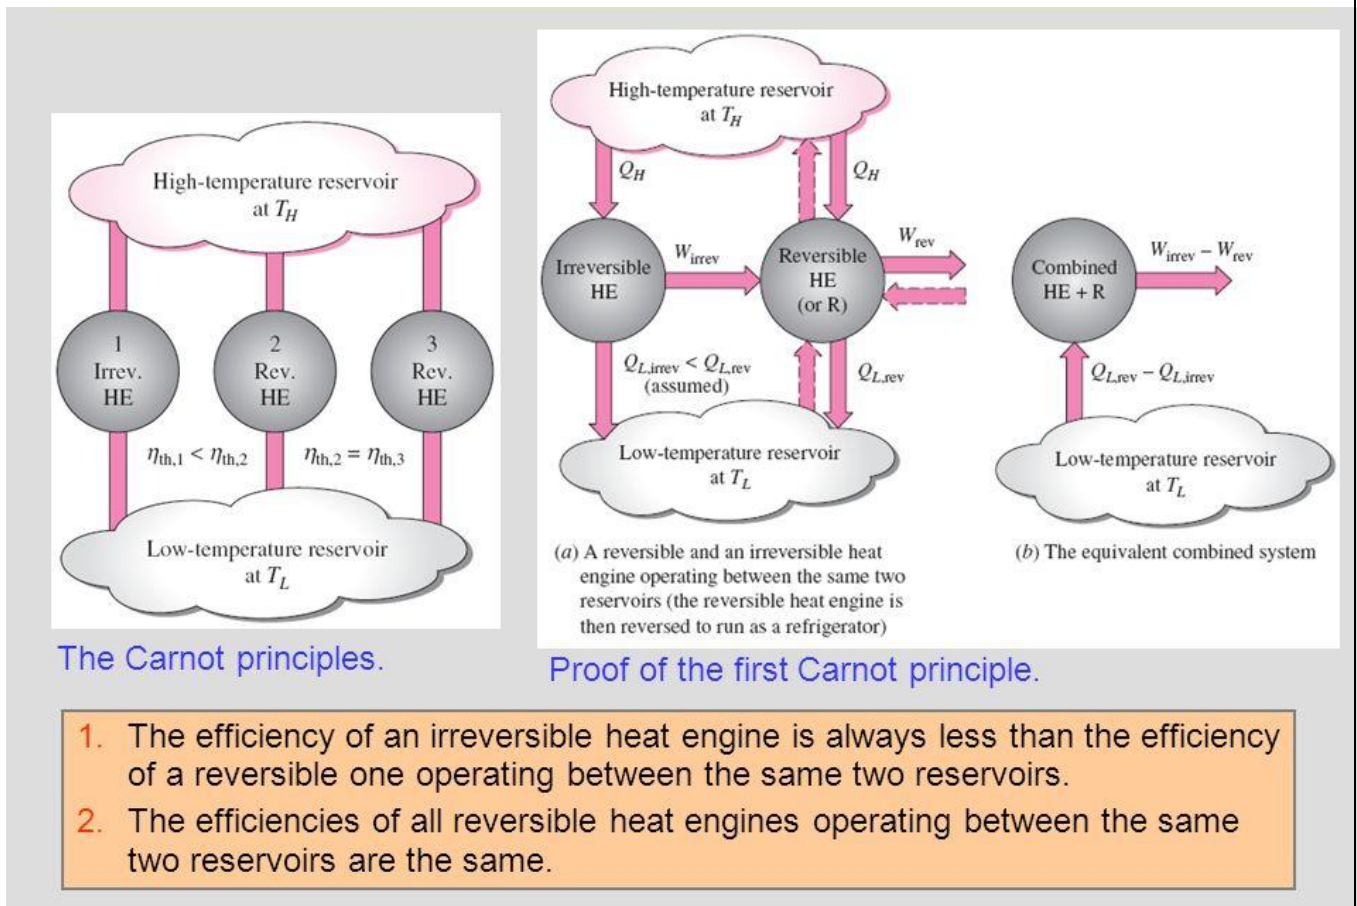 High-temperature reservoir
at T_H
1
Irrev.
HE
2
Rev.
HE
3
Rev.
HE
η_th,1 < η_th,2
η_th,2 = η_th,3
Low-temperature reservoir
at T_L
The Carnot principles.
High-temperature reservoir
at T_H
Q_H
Q_H
Irreversible
HE
W_irrev
Reversible
HE
(or R)
W_rev
Q_L,irrev < Q_L,rev
(assumed)
Q_L,rev
Low-temperature reservoir
at T_L
(a) A reversible and an irreversible heat
engine operating between the same two
reservoirs (the reversible heat engine is
then reversed to run as a refrigerator)
Combined
HE + R
W_irrev − W_rev
Q_L,rev − Q_L,irrev
Low-temperature reservoir
at T_L
(b) The equivalent combined system
Proof of the first Carnot principle.
1. The efficiency of an irreversible heat engine is always less than the efficiency
of a reversible one operating between the same two reservoirs.
2. The efficiencies of all reversible heat engines operating between the same
two reservoirs are the same.